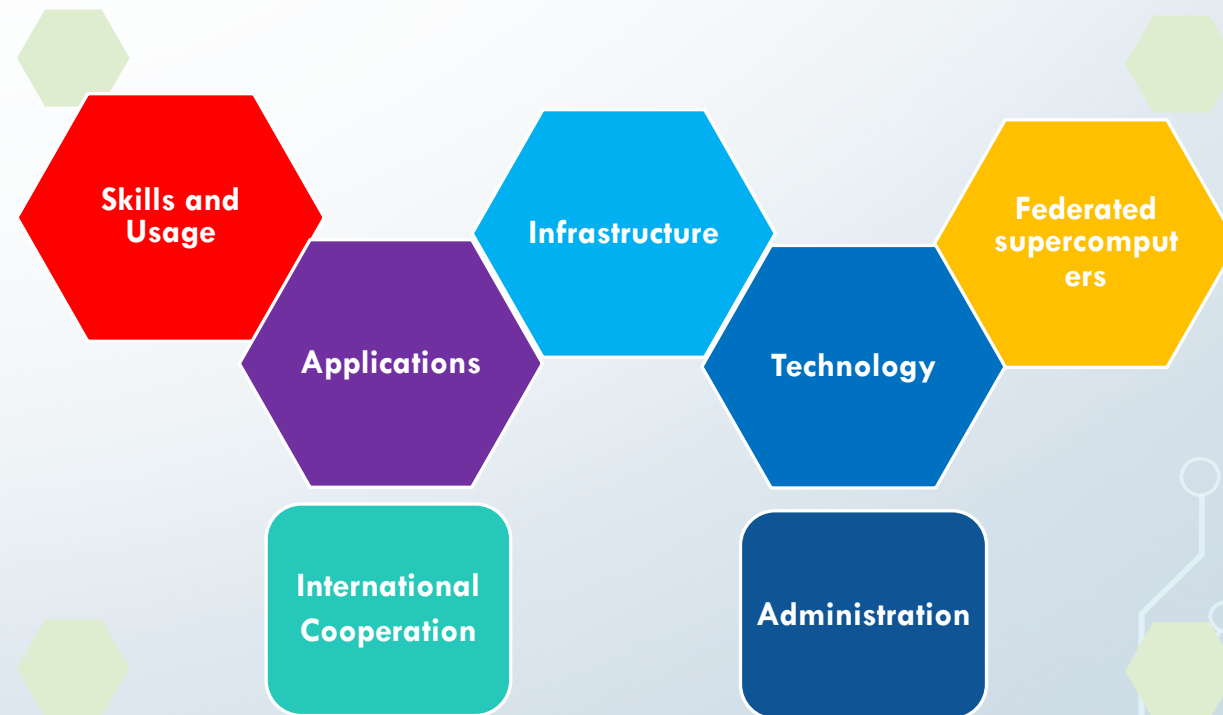 Skills and
Usage
Applications
Infrastructure
Technology
Federated
supercomput
ers
International
Cooperation
Administration